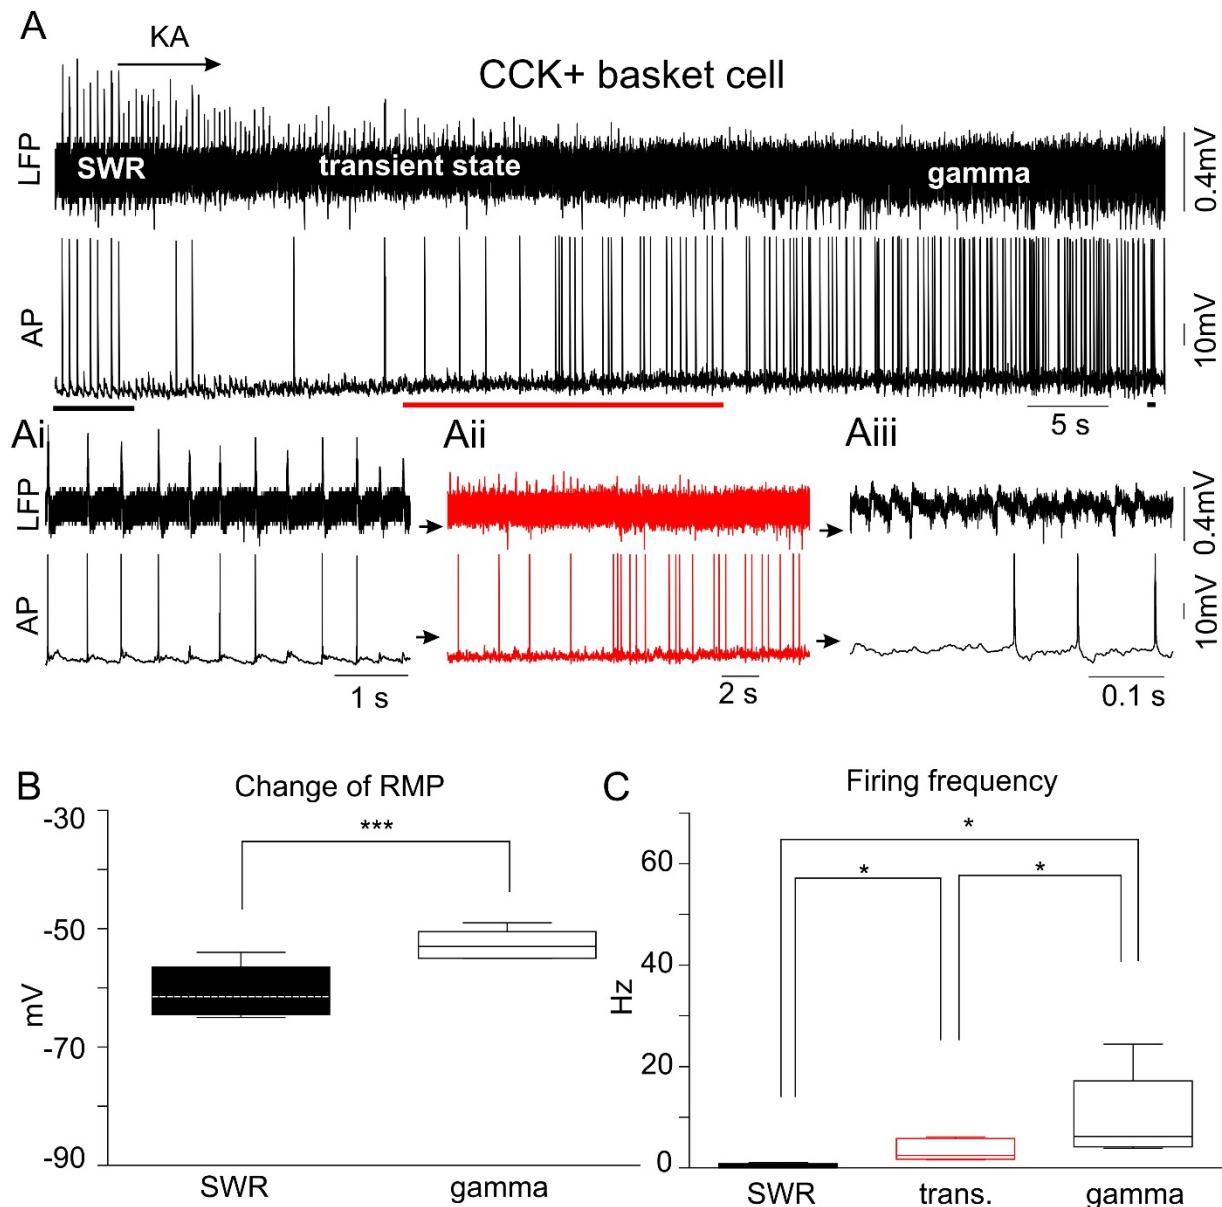 A
KA
CCK+ basket cell
LFP
SWR
transient state
gamma
0.4mV
AP
10mV
5 s
Ai
Aii
Aiii
LFP
0.4mV
AP
10mV
1 s
2 s
0.1 s
B
Change of RMP
***
-30
-50
mV
-70
-90
SWR
gamma
C
Firing frequency
*
*
*
60
40
Hz
20
0
SWR
trans.
gamma